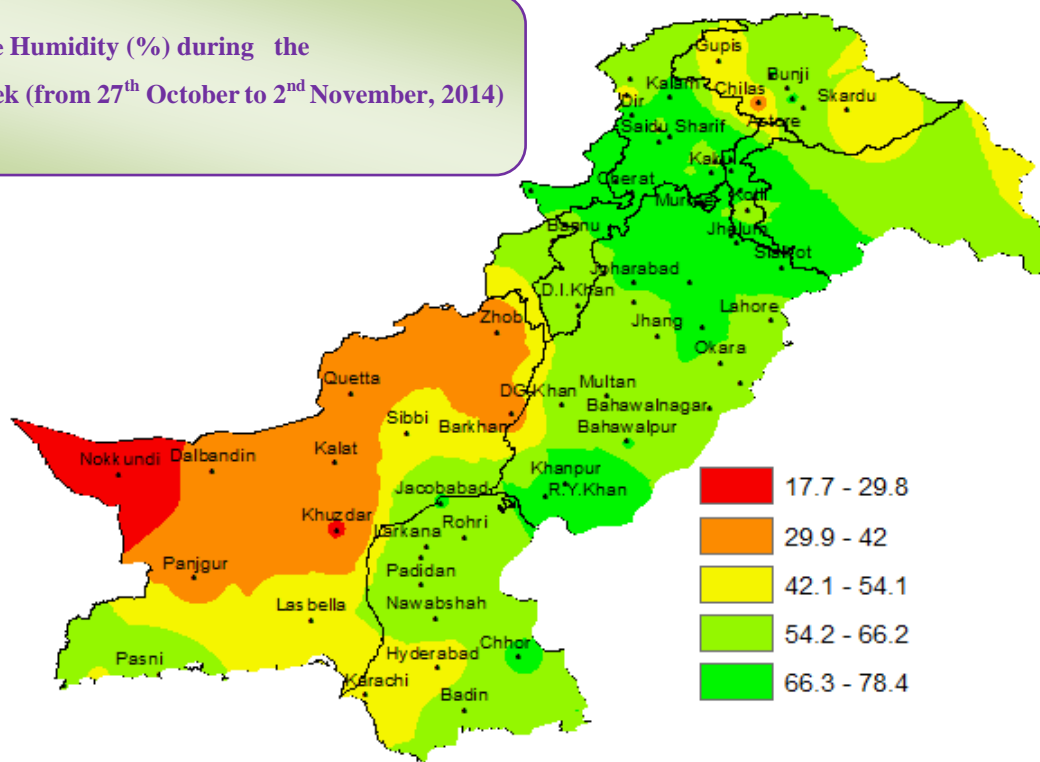 e Humidity (%) during the
ek (from 27th October to 2nd November, 2014)
Gupis
Bunji
Kalam
Chilas
Skardu
Dir
Astore
Saidu Sharif
Kakul
Cherat
Kotli
Murree
Jhelum
Bannu
Sialkot
Joharabad
D.I.Khan
Lahore
Zhob
Jhang
Okara
Quetta
DG Khan
Multan
Bahawalnagar
Sibbi
Barkhan
Bahawalpur
Kalat
Nokkundi
Dalbandin
Khanpur
Jacobabad
R.Y.Khan
Khuzdar
Rohri
Larkana
Panjgur
Padidan
Lasbella
Nawabshah
Chhor
Pasni
Hyderabad
Karachi
Badin
17.7 - 29.8
29.9 - 42
42.1 - 54.1
54.2 - 66.2
66.3 - 78.4